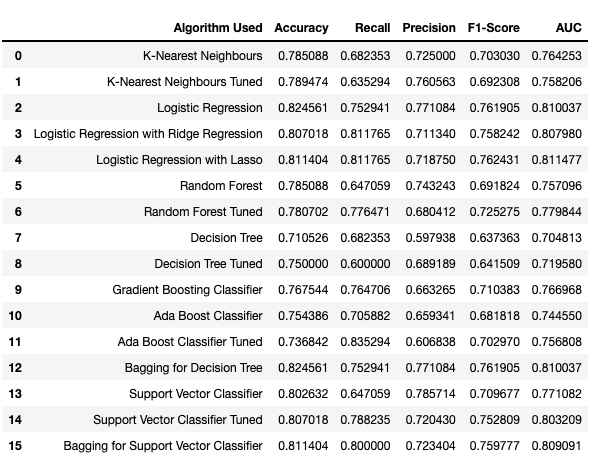 Algorithm Used Accuracy Recall Precision F1-Score AUC
0 K-Nearest Neighbours 0.785088 0.682353 0.725000 0.703030 0.764253
1 K-Nearest Neighbours Tuned 0.789474 0.635294 0.760563 0.692308 0.758206
2 Logistic Regression 0.824561 0.752941 0.771084 0.761905 0.810037
3 Logistic Regression with Ridge Regression 0.807018 0.811765 0.711340 0.758242 0.807980
4 Logistic Regression with Lasso 0.811404 0.811765 0.718750 0.762431 0.811477
5 Random Forest 0.785088 0.647059 0.743243 0.691824 0.757096
6 Random Forest Tuned 0.780702 0.776471 0.680412 0.725275 0.779844
7 Decision Tree 0.710526 0.682353 0.597938 0.637363 0.704813
8 Decision Tree Tuned 0.750000 0.600000 0.689189 0.641509 0.719580
9 Gradient Boosting Classifier 0.767544 0.764706 0.663265 0.710383 0.766968
10 Ada Boost Classifier 0.754386 0.705882 0.659341 0.681818 0.744550
11 Ada Boost Classifier Tuned 0.736842 0.835294 0.606838 0.702970 0.756808
12 Bagging for Decision Tree 0.824561 0.752941 0.771084 0.761905 0.810037
13 Support Vector Classifier 0.802632 0.647059 0.785714 0.709677 0.771082
14 Support Vector Classifier Tuned 0.807018 0.788235 0.720430 0.752809 0.803209
15 Bagging for Support Vector Classifier 0.811404 0.800000 0.723404 0.759777 0.809091